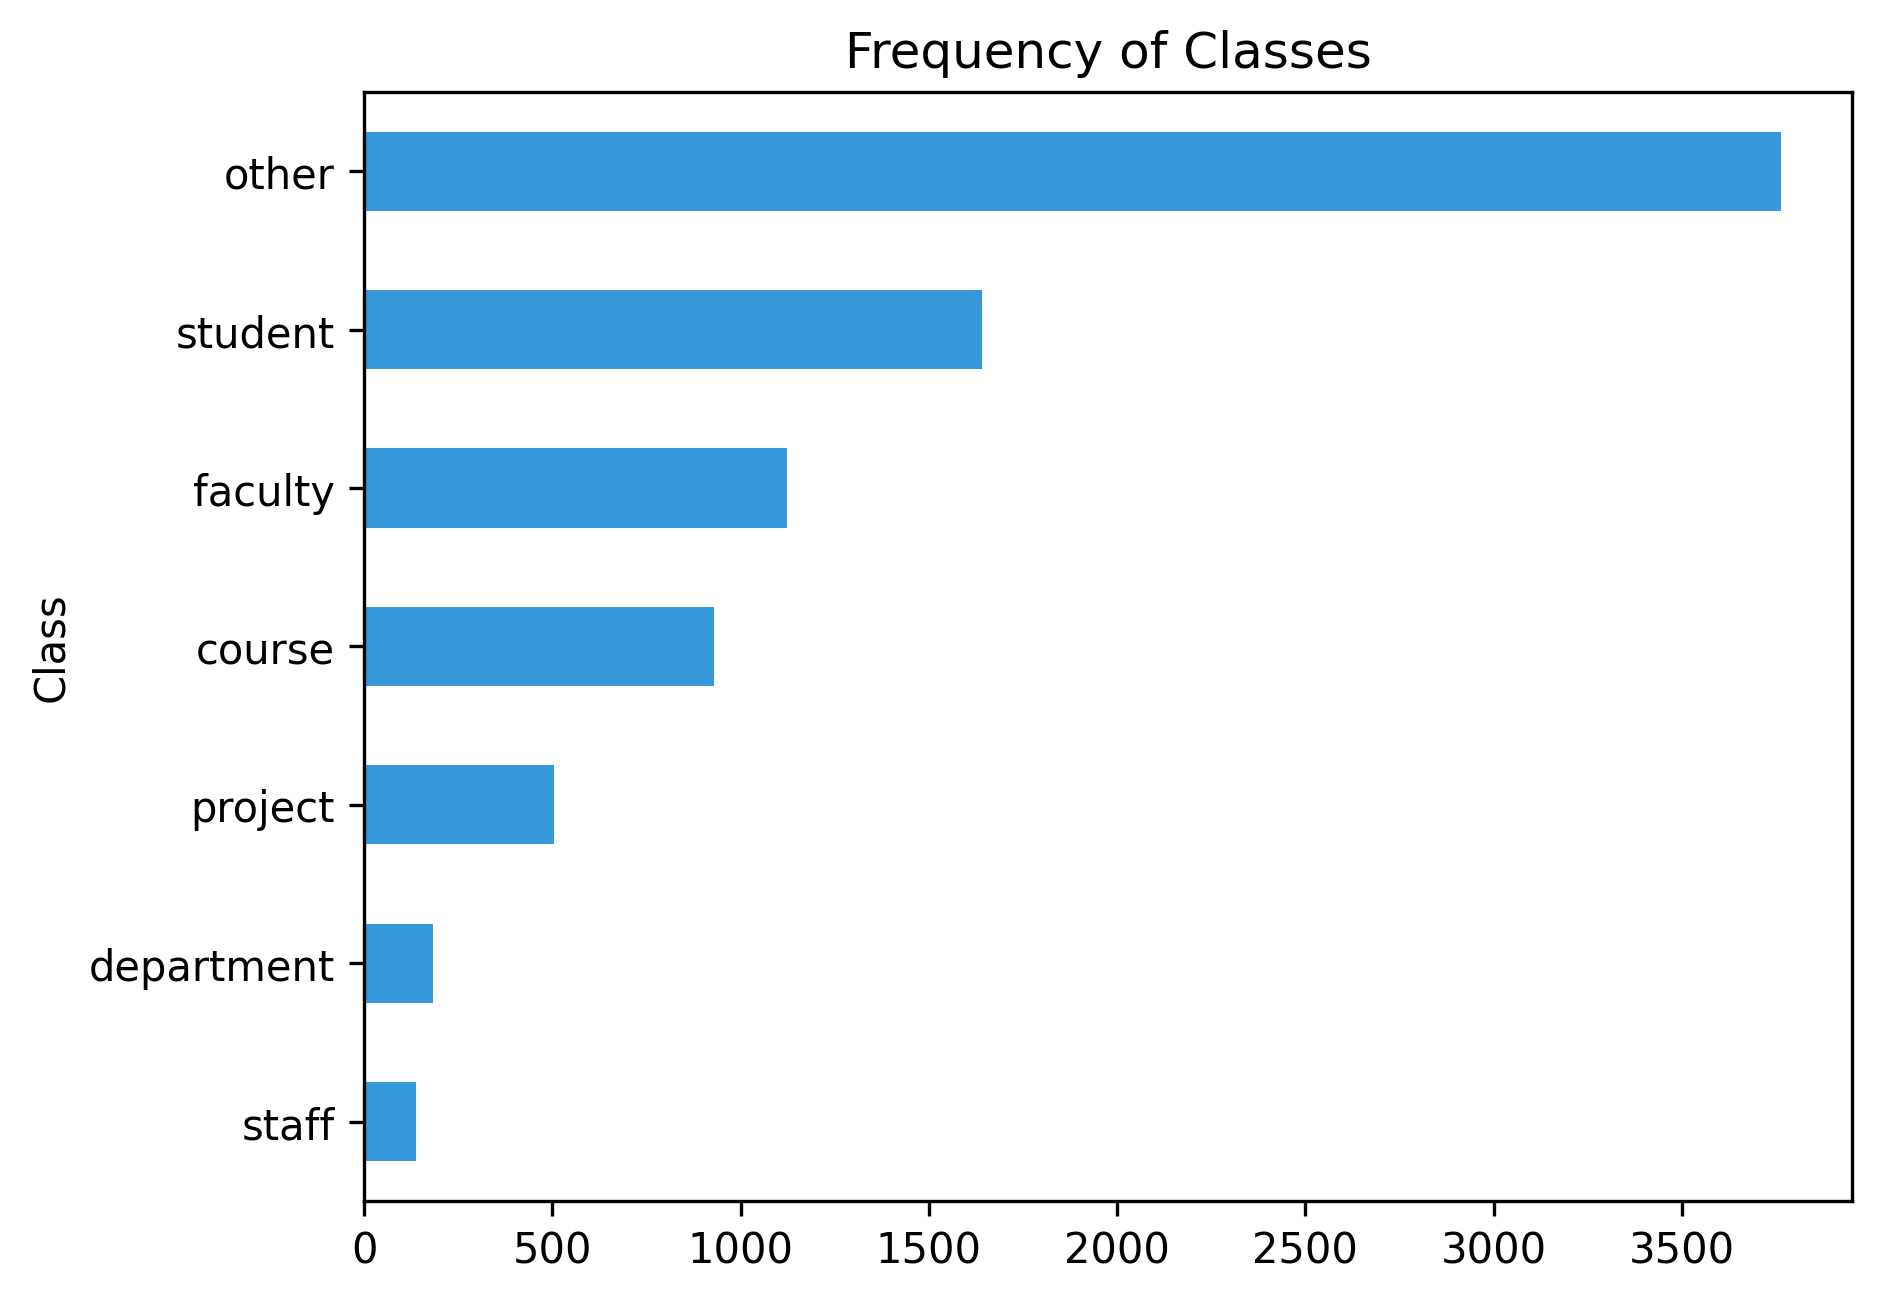 Frequency of Classes
other
student
faculty
course
project
department
staff
Class
0 500 1000 1500 2000 2500 3000 3500